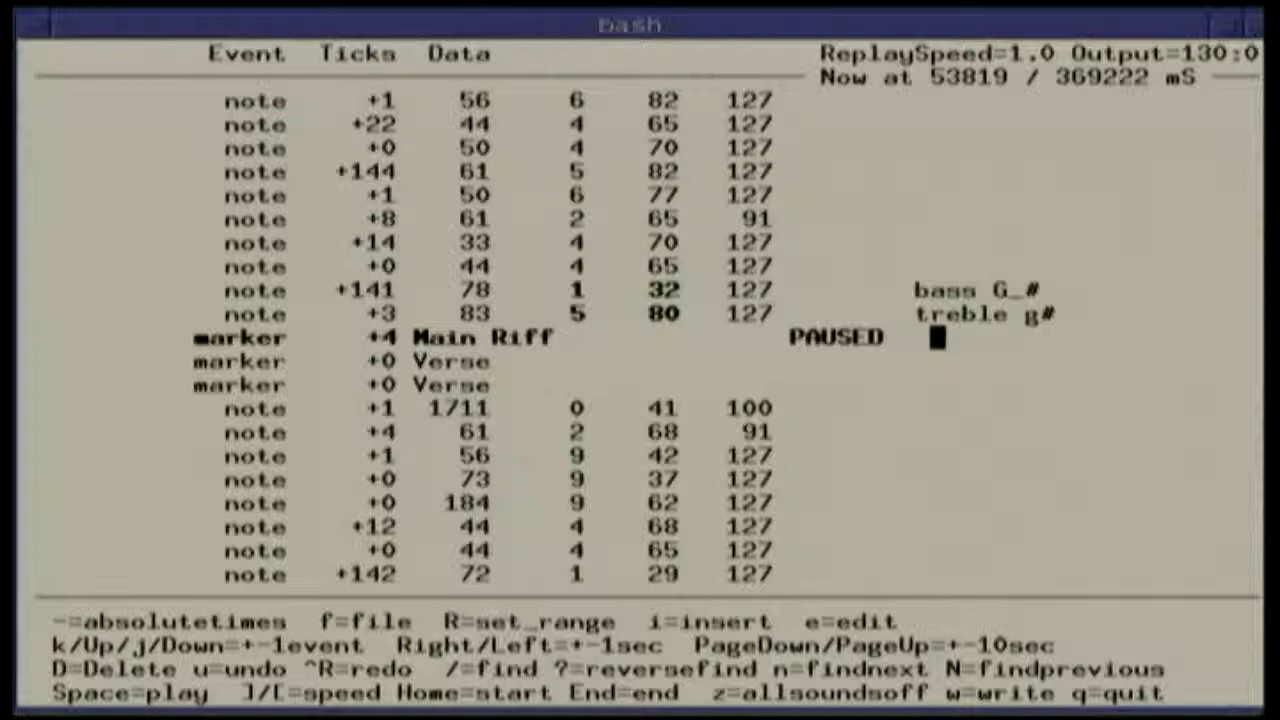 bash
Event Ticks Data ReplaySpeed=1.0 Output=130:0
Now at 53819 / 369222 mS
note +1 56 6 82 127
note +22 44 4 65 127
note +0 50 4 70 127
note +144 61 5 82 127
note +1 50 6 77 127
note +8 61 2 65 91
note +14 33 4 70 127
note +0 44 4 65 127
note +141 78 1 32 127 bass G_#
note +3 83 5 80 127 treble g#
marker +4 Main Riff PAUSED
marker +0 Verse
marker +0 Verse
note +1 1711 0 41 100
note +4 61 2 68 91
note +1 56 9 42 127
note +0 73 9 37 127
note +0 184 9 62 127
note +12 44 4 68 127
note +0 44 4 65 127
note +142 72 1 29 127
-=absolutetimes f=file R=set_range i=insert e=edit
k/Up/j/Down=+-1event Right/Left=+-1sec PageDown/PageUp=+-10sec
D=Delete u=undo ^R=redo /=find ?=reversefind n=findnext N=findprevious
Space=play ]/[=speed Home=start End=end z=allsoundsoff w=write q=quit